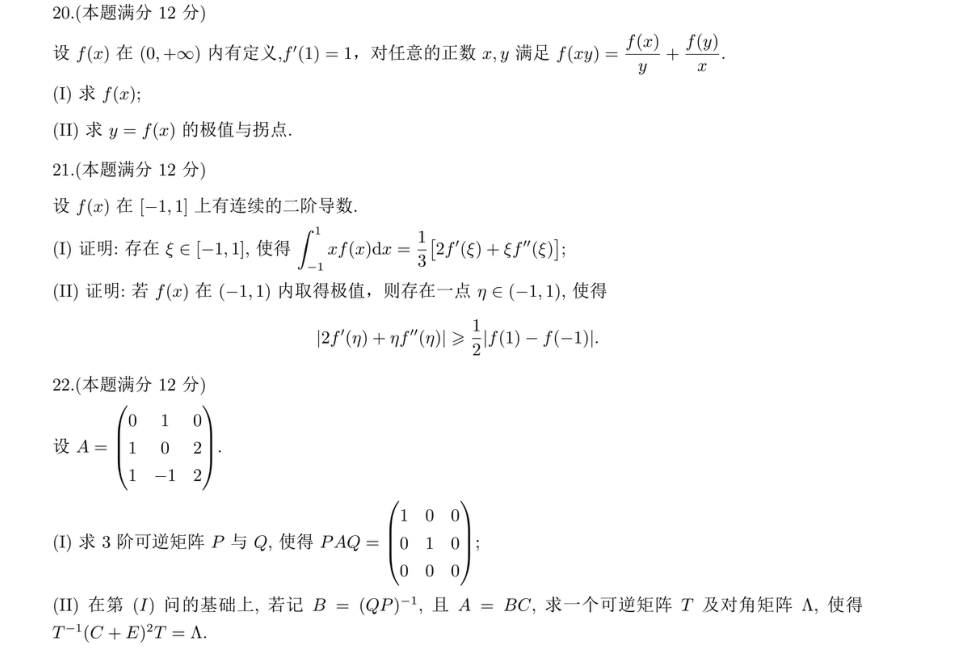 20.(本题满分 12 分)
设 f(x) 在 (0, +∞) 内有定义,f′(1) = 1，对任意的正数 x, y 满足 f(xy) = f(x)/y + f(y)/x.
(I) 求 f(x);
(II) 求 y = f(x) 的极值与拐点.
21.(本题满分 12 分)
设 f(x) 在 [−1, 1] 上有连续的二阶导数.
(I) 证明: 存在 ξ ∈ [−1, 1], 使得 ∫_{−1}^{1} xf(x)dx = 1/3 [2f′(ξ) + ξf″(ξ)];
(II) 证明: 若 f(x) 在 (−1, 1) 内取得极值，则存在一点 η ∈ (−1, 1), 使得
|2f′(η) + ηf″(η)| ⩾ 1/2 |f(1) − f(−1)|.
22.(本题满分 12 分)
设 A = (0 1 0; 1 0 2; 1 −1 2).
(I) 求 3 阶可逆矩阵 P 与 Q, 使得 PAQ = (1 0 0; 0 1 0; 0 0 0);
(II) 在第 (I) 问的基础上, 若记 B = (QP)⁻¹, 且 A = BC, 求一个可逆矩阵 T 及对角矩阵 Λ, 使得
T⁻¹(C + E)²T = Λ.